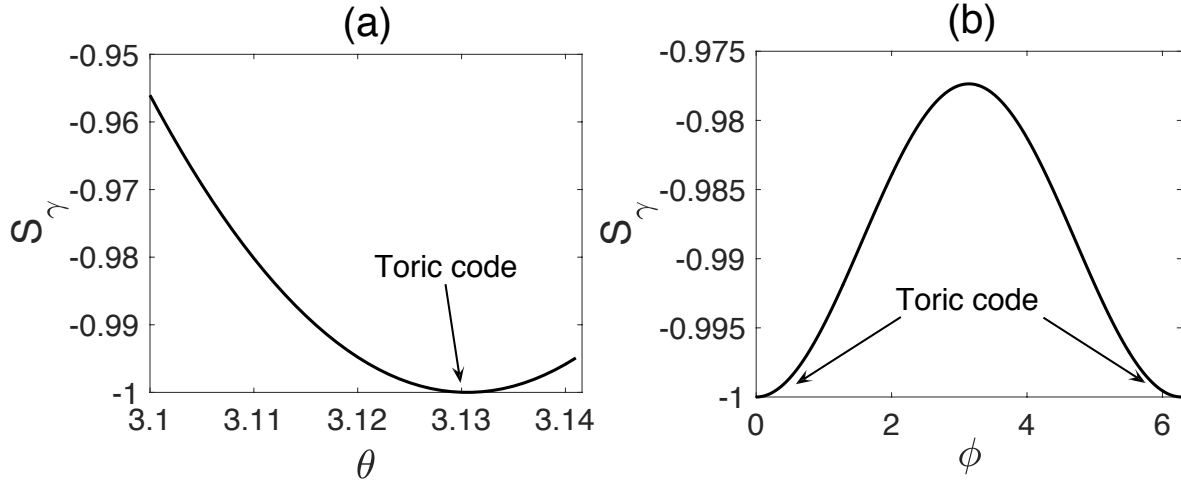 (a)
-0.95
-0.96
-0.97
-0.98
-0.99
-1
S_γ
Toric code
3.1
3.11
3.12
3.13
3.14
θ
(b)
-0.975
-0.98
-0.985
-0.99
-0.995
-1
S_γ
Toric code
0
2
4
6
ϕ